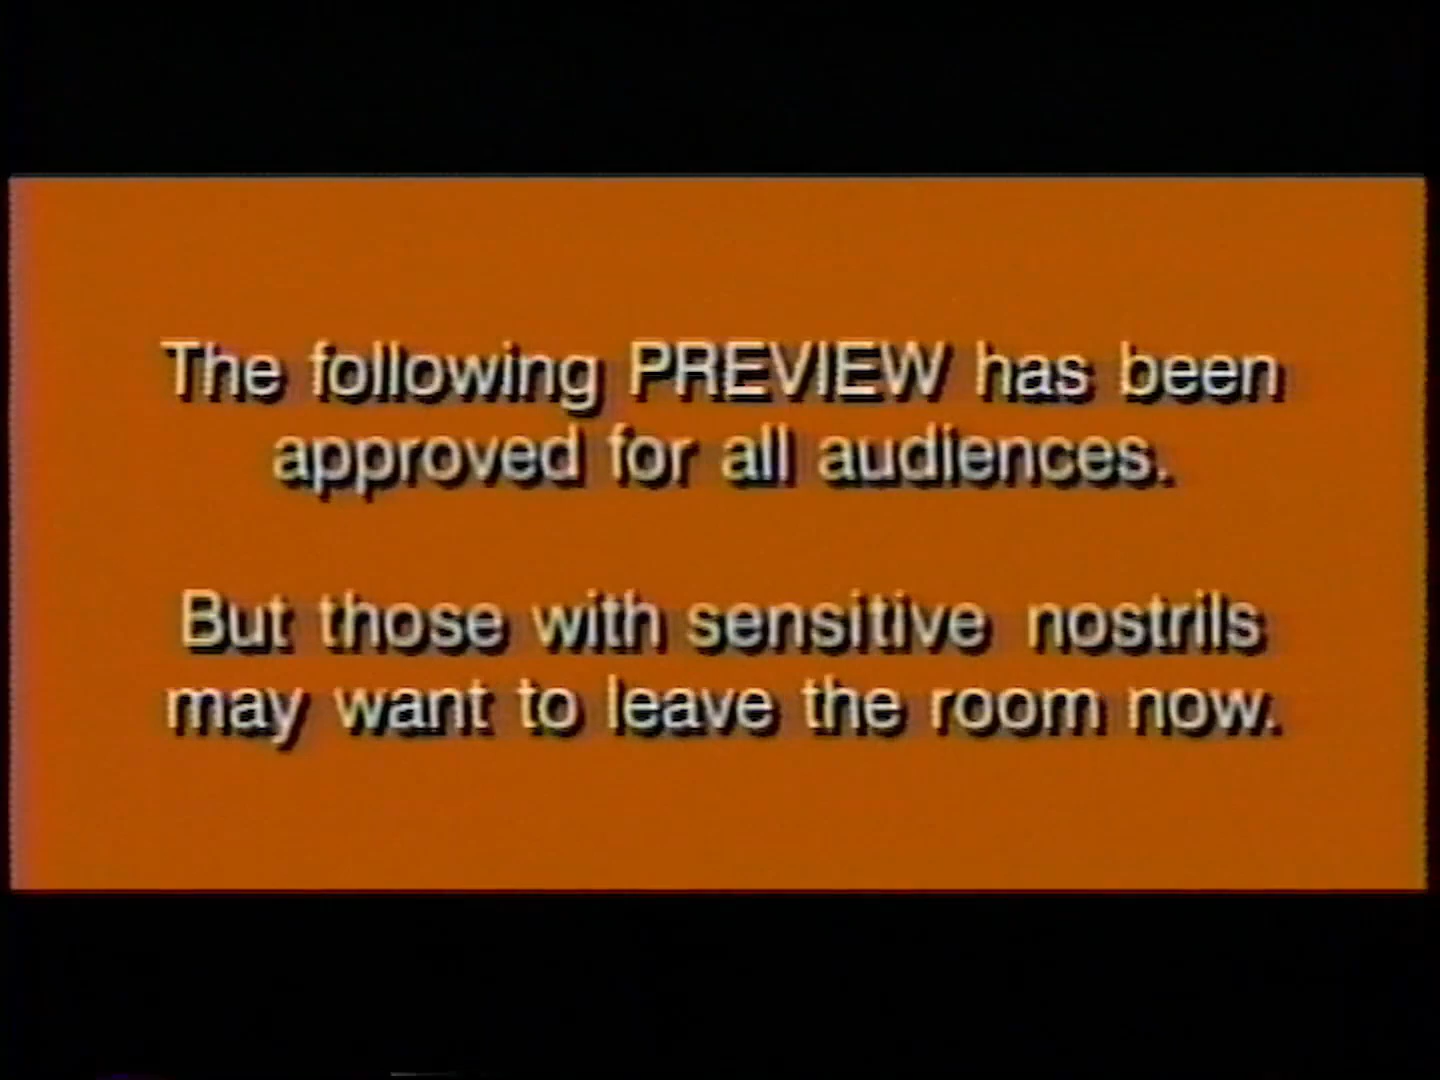 The following PREVIEW has been
approved for all audiences.
But those with sensitive nostrils
may want to leave the room now.